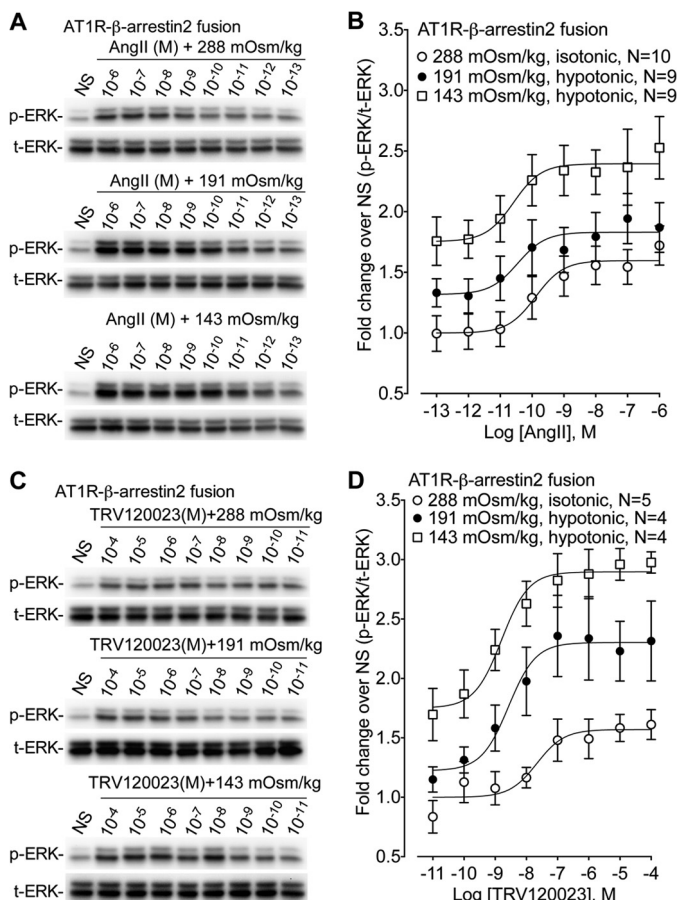 A
AT1R-β-arrestin2 fusion
AngII (M) + 288 mOsm/kg
NS 10-6 10-7 10-8 10-9 10-10 10-11 10-12 10-13
p-ERK-
t-ERK-
AngII (M) + 191 mOsm/kg
NS 10-6 10-7 10-8 10-9 10-10 10-11 10-12 10-13
p-ERK-
t-ERK-
AngII (M) + 143 mOsm/kg
NS 10-6 10-7 10-8 10-9 10-10 10-11 10-12 10-13
p-ERK-
t-ERK-
B
AT1R-β-arrestin2 fusion
288 mOsm/kg, isotonic, N=10
191 mOsm/kg, hypotonic, N=9
143 mOsm/kg, hypotonic, N=9
Fold change over NS (p-ERK/t-ERK)
3.5
3.0
2.5
2.0
1.5
1.0
0.5
-13 -12 -11 -10 -9 -8 -7 -6
Log [AngII], M
C
AT1R-β-arrestin2 fusion
TRV120023(M)+288 mOsm/kg
NS 10-4 10-5 10-6 10-7 10-8 10-9 10-10 10-11
p-ERK-
t-ERK-
TRV120023(M)+191 mOsm/kg
NS 10-4 10-5 10-6 10-7 10-8 10-9 10-10 10-11
p-ERK-
t-ERK-
TRV120023(M)+143 mOsm/kg
NS 10-4 10-5 10-6 10-7 10-8 10-9 10-10 10-11
p-ERK-
t-ERK-
D
AT1R-β-arrestin2 fusion
288 mOsm/kg, isotonic, N=5
191 mOsm/kg, hypotonic, N=4
143 mOsm/kg, hypotonic, N=4
Fold change over NS (p-ERK/t-ERK)
3.5
3.0
2.5
2.0
1.5
1.0
0.5
-11 -10 -9 -8 -7 -6 -5 -4
Log [TRV120023], M